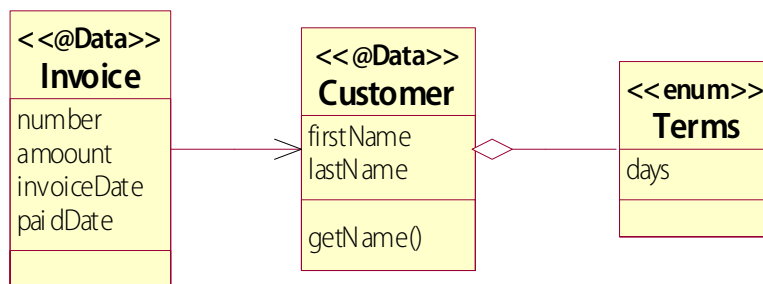 <<@Data>>
Invoice
number
amoount
invoiceDate
paidDate
<<@Data>>
Customer
firstName
lastName
getName()
<<enum>>
Terms
days